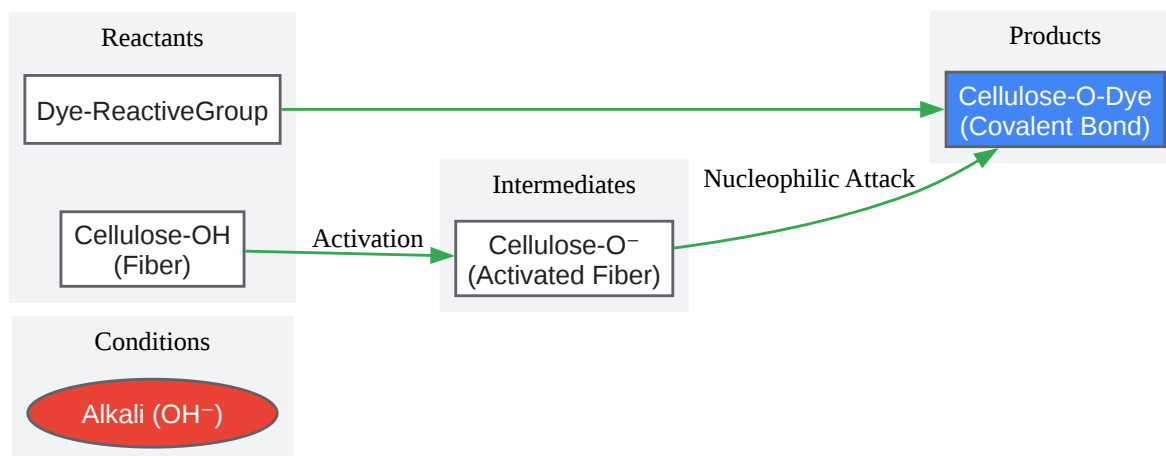 Reactants
Dye-ReactiveGroup
Cellulose-OH
(Fiber)
Activation
Intermediates
Cellulose-O⁻
(Activated Fiber)
Nucleophilic Attack
Products
Cellulose-O-Dye
(Covalent Bond)
Conditions
Alkali (OH⁻)